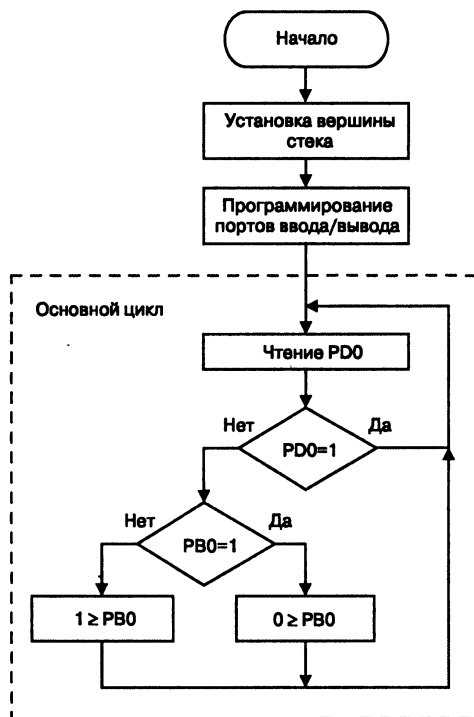 Начало
Установка вершины
стека
Программирование
портов ввода/вывода
Основной цикл
Чтение PD0
Нет
Да
PD0=1
Нет
Да
PB0=1
1 ≥ PB0
0 ≥ PB0